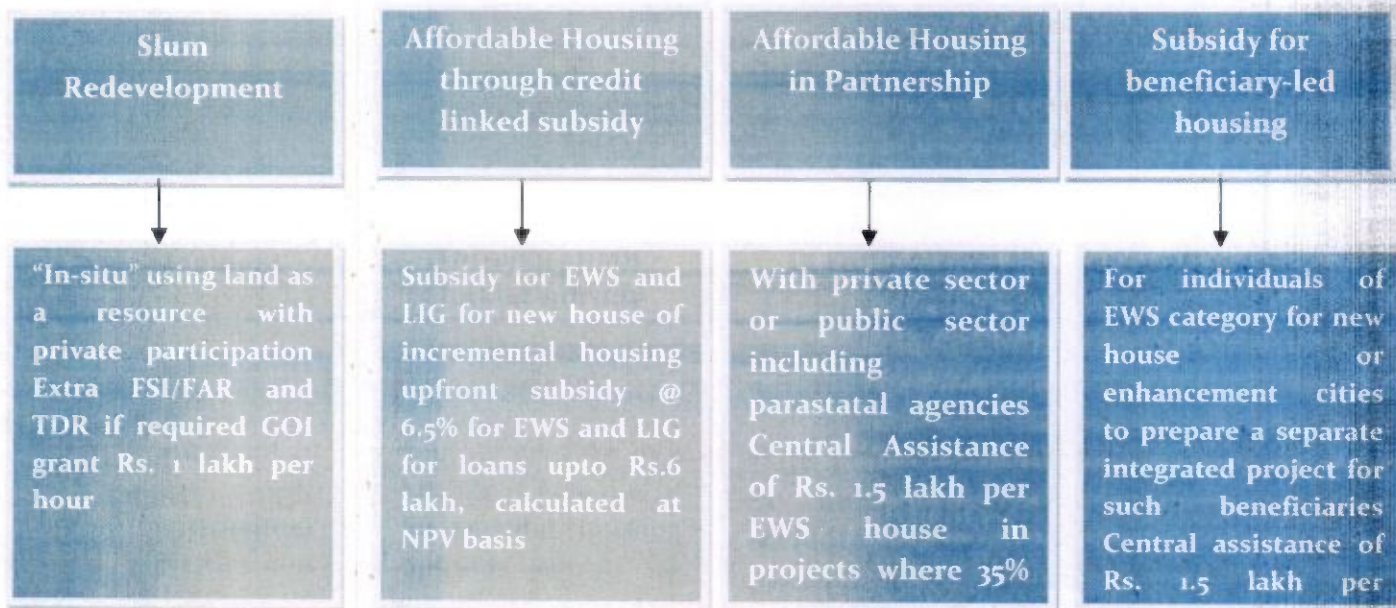 Slum
Redevelopment
"In-situ" using land as
a resource with
private participation
Extra FSI/FAR and
TDR if required GOI
grant Rs. 1 lakh per
hour
Affordable Housing
through credit
linked subsidy
Subsidy for EWS and
LIG for new house of
incremental housing
upfront subsidy @
6.5% for EWS and LIG
for loans upto Rs.6
lakh, calculated at
NPV basis
Affordable Housing
in Partnership
With private sector
or public sector
including
parastatal agencies
Central Assistance
of Rs. 1.5 lakh per
EWS house in
projects where 35%
Subsidy for
beneficiary-led
housing
For individuals of
EWS category for new
house or
enhancement cities
to prepare a separate
integrated project for
such beneficiaries
Central assistance of
Rs. 1.5 lakh per